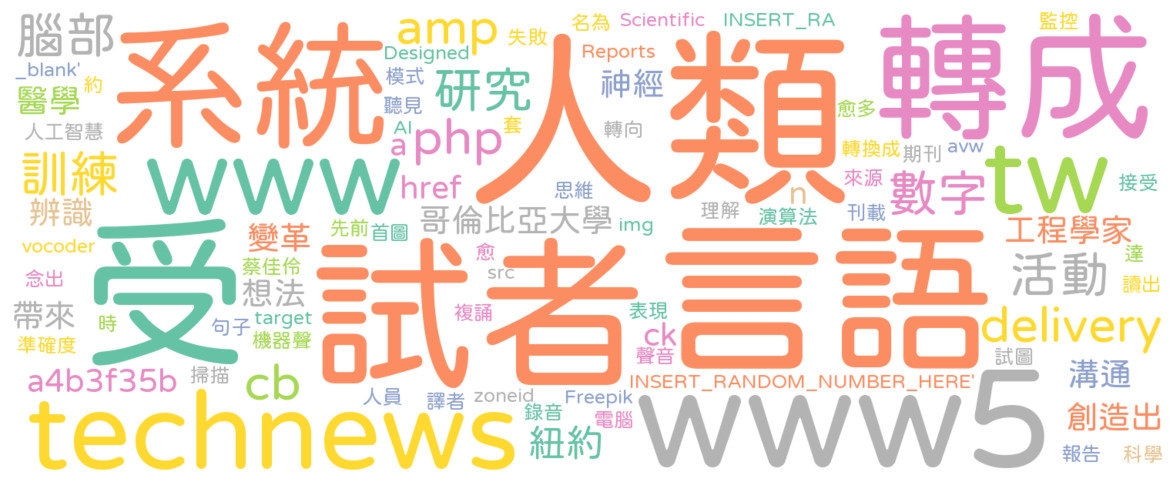 腦部
系統
amp
失敗
名為
Scientific
INSERT_RA
監控
人類
轉成
_blank'
約
Designed
Reports
模式
研究
神經
醫學
聽見
愈多
人工智慧
AI
套
轉向
a
php
轉換成
期刊
avw
tw
訓練
www
href
思維
n
來源
數字
接受
辨識
哥倫比亞大學
img
理解
演算法
刊載
工程學家
變革
先前
首圖
vocoder
受
試者
言語
愈
達
蔡佳伶
src
活動
念出
想法
讀出
帶來
時
句子
target
複誦
表現
ck
delivery
準確度
機器聲
聲音
試圖
a4b3f35b
掃描
cb
人員
譯者
zoneid
Freepik
INSERT_RANDOM_NUMBER_HERE'
溝通
technews
錄音
電腦
www5
創造出
紐約
報告
科學